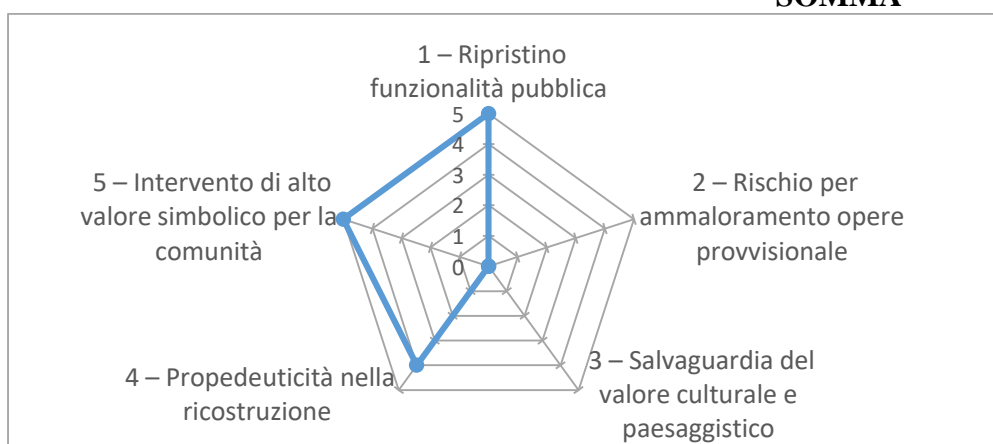 SOMMA
1 – Ripristino
funzionalità pubblica
5
4
3
2
1
0
2 – Rischio per
ammaloramento opere
provvisionale
3 – Salvaguardia del
valore culturale e
paesaggistico
4 – Propedeuticità nella
ricostruzione
5 – Intervento di alto
valore simbolico per la
comunità